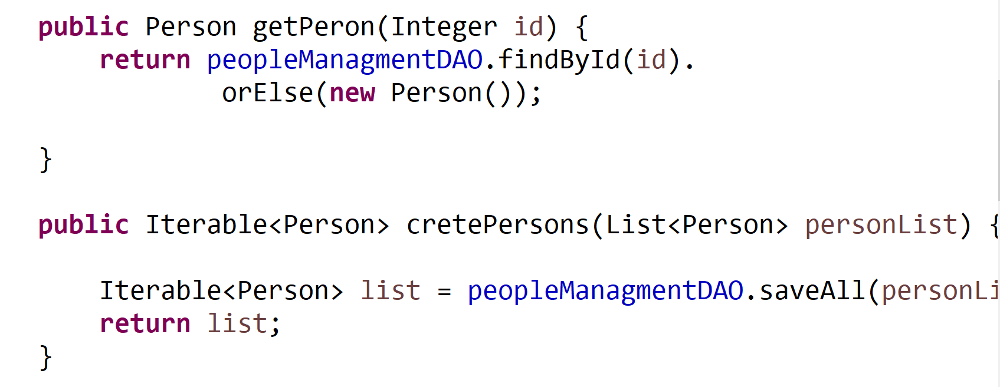 public Person getPeron(Integer id) {
return peopleManagmentDAO.findById(id).
orElse(new Person());
}
public Iterable<Person> cretePersons(List<Person> personList) {
Iterable<Person> list = peopleManagmentDAO.saveAll(personLi
return list;
}